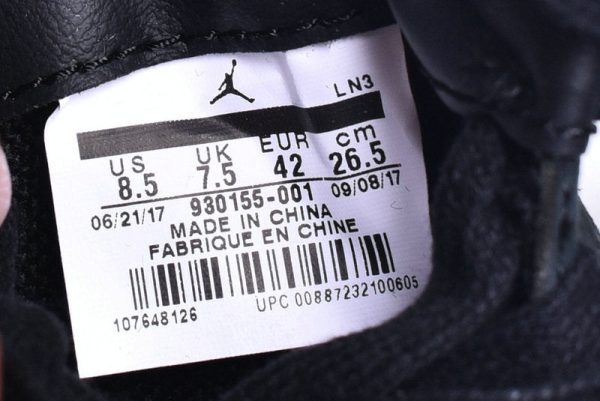 LN3
US UK EUR cm
8.5 7.5 42 26.5
06/21/17 930155-001 09/08/17
MADE IN CHINA
FABRIQUE EN CHINE
107648126 UPC 00887232100605